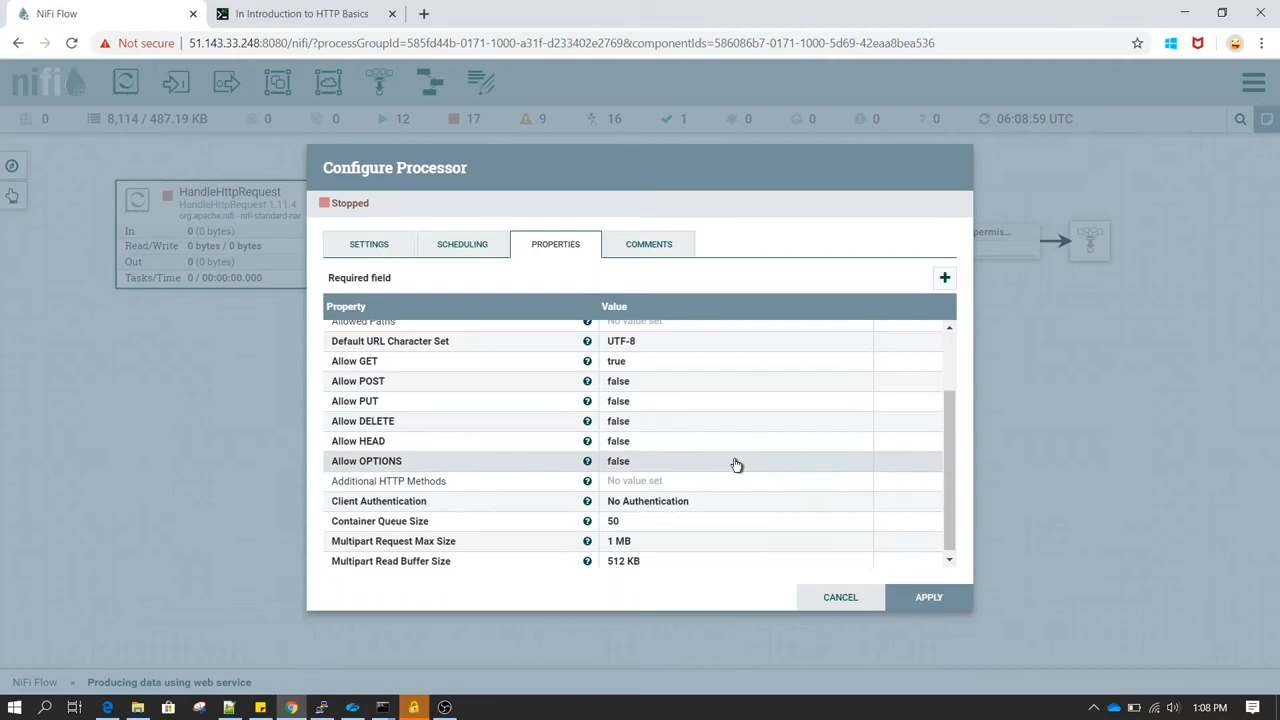 NiFi Flow
In Introduction to HTTP Basics
Not secure
51.143.33.248:8080/nifi/?processGroupId=585fd44b-0171-1000-a31f-d233402e2769&componentIds=586086b7-0171-1000-5d69-42eaa8bea536
nifi
0 8,114 / 487.19 KB 0 0 12 17 9 16 1 0 0 0 0 06:08:59 UTC
HandleHttpRequest
HandleHttpRequest 1.11.4
org.apache.nifi - nifi-standard-nar
In 0 (0 bytes)
Read/Write 0 bytes / 0 bytes
Out 0 (0 bytes)
Tasks/Time 0 / 00:00:00.000
permis...
Configure Processor
Stopped
SETTINGS SCHEDULING PROPERTIES COMMENTS
Required field
Property Value
Allowed Paths No value set
Default URL Character Set UTF-8
Allow GET true
Allow POST false
Allow PUT false
Allow DELETE false
Allow HEAD false
Allow OPTIONS false
Additional HTTP Methods No value set
Client Authentication No Authentication
Container Queue Size 50
Multipart Request Max Size 1 MB
Multipart Read Buffer Size 512 KB
CANCEL APPLY
NiFi Flow » Producing data using web service
1:08 PM